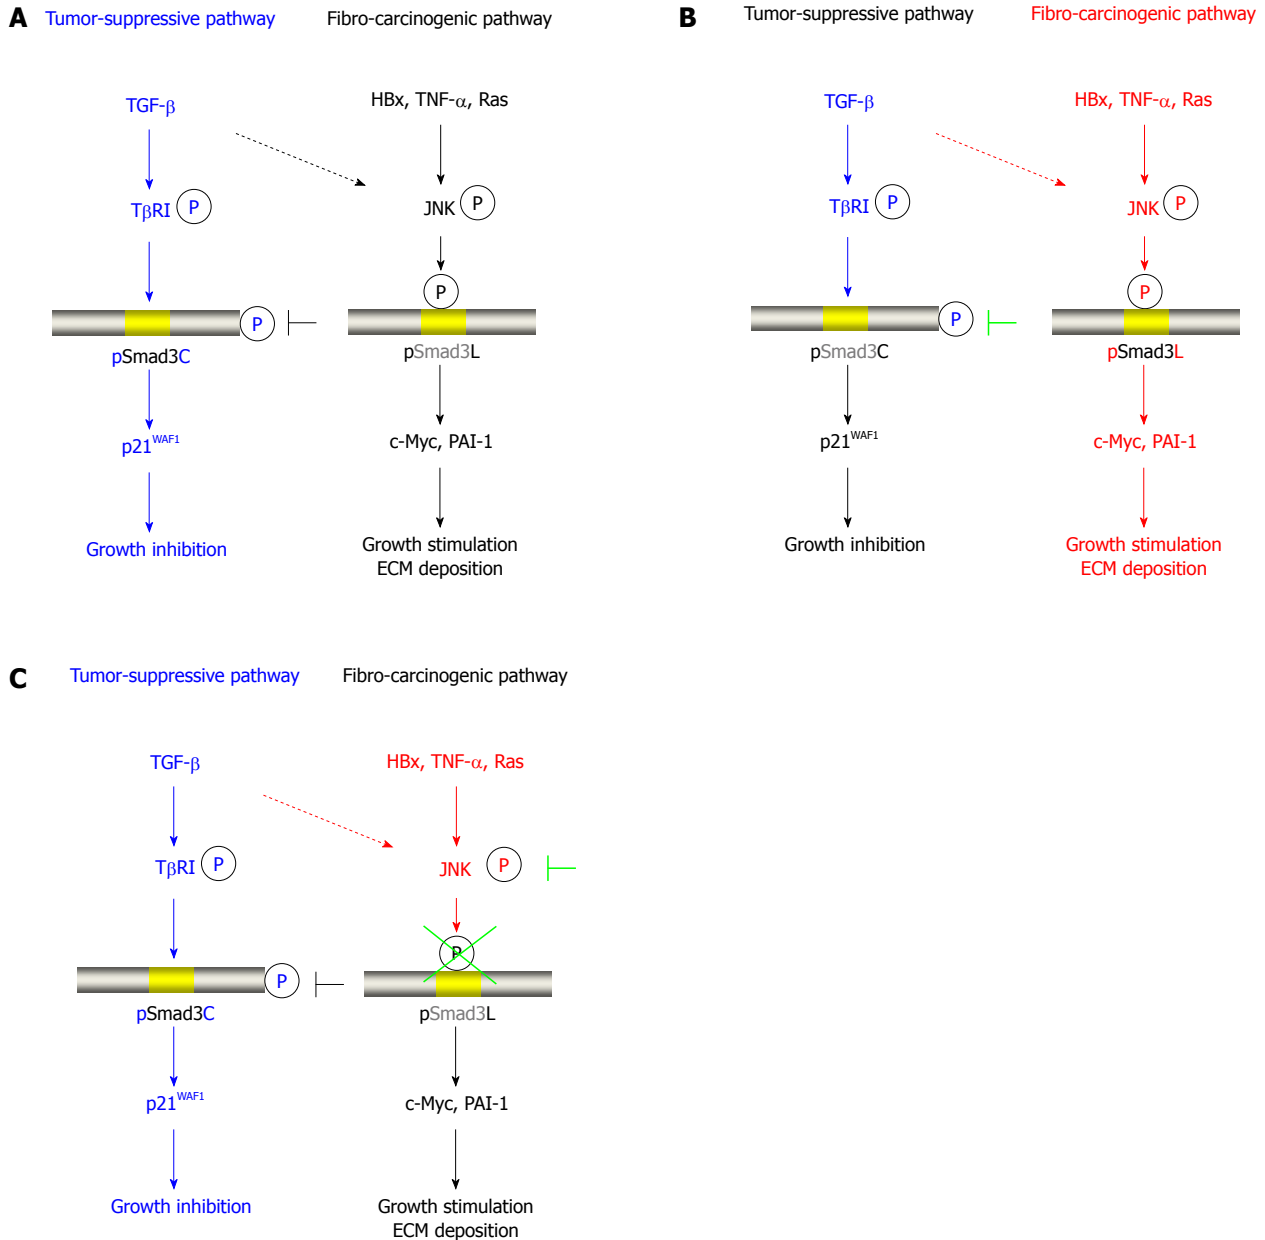 A Tumor-suppressive pathway Fibro-carcinogenic pathway
TGF-β HBx, TNF-α, Ras
TβRI P JNK P
P
P
pSmad3C pSmad3L
p21WAF1 c-Myc, PAI-1
Growth inhibition Growth stimulation
ECM deposition
B Tumor-suppressive pathway Fibro-carcinogenic pathway
TGF-β HBx, TNF-α, Ras
TβRI P JNK P
P
P
pSmad3C pSmad3L
p21WAF1 c-Myc, PAI-1
Growth inhibition Growth stimulation
ECM deposition
C Tumor-suppressive pathway Fibro-carcinogenic pathway
TGF-β HBx, TNF-α, Ras
TβRI P JNK P
P
P
pSmad3C pSmad3L
p21WAF1 c-Myc, PAI-1
Growth inhibition Growth stimulation
ECM deposition